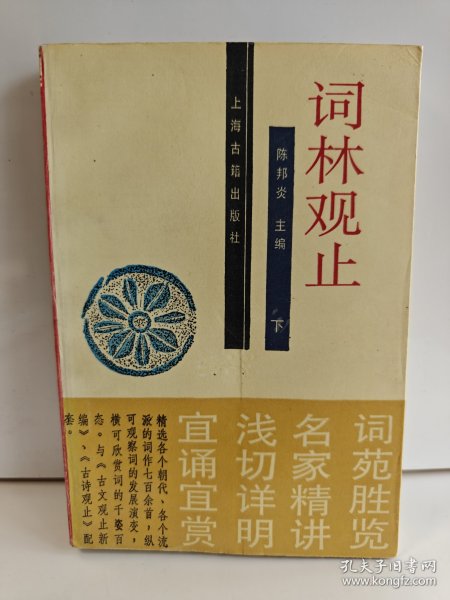 词林观止
陈邦炎 主编 下
上海古籍出版社
词苑胜览
名家精讲
浅切详明
宜诵宜赏
精选各个朝代、各个流
派的词作七百余首，纵
可观察词的发展演变，
横可欣赏词的千姿百
态。与《古文观止新
编》、《古诗观止》配
套。
孔夫子旧书网
www.kongfz.com